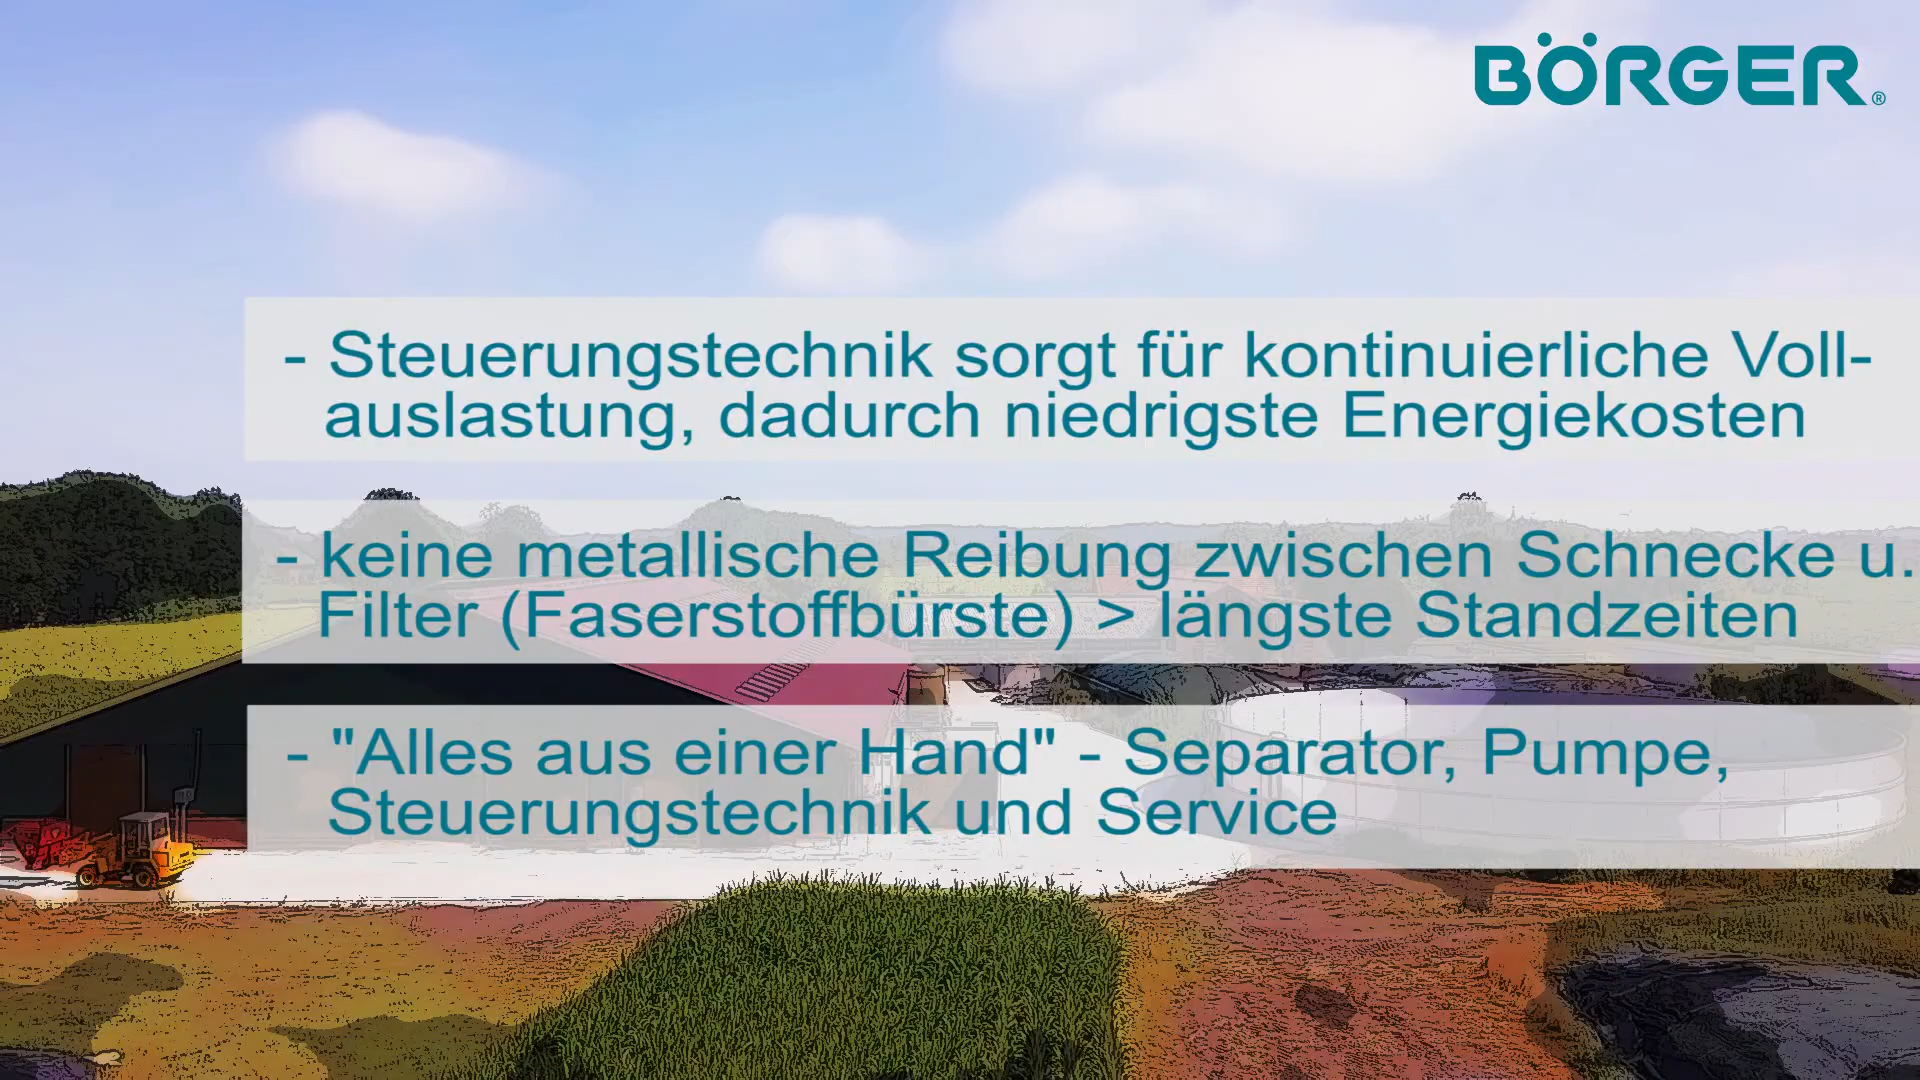 BÖRGER®
- Steuerungstechnik sorgt für kontinuierliche Voll-
auslastung, dadurch niedrigste Energiekosten
- keine metallische Reibung zwischen Schnecke u.
Filter (Faserstoffbürste) > längste Standzeiten
- "Alles aus einer Hand" - Separator, Pumpe,
Steuerungstechnik und Service